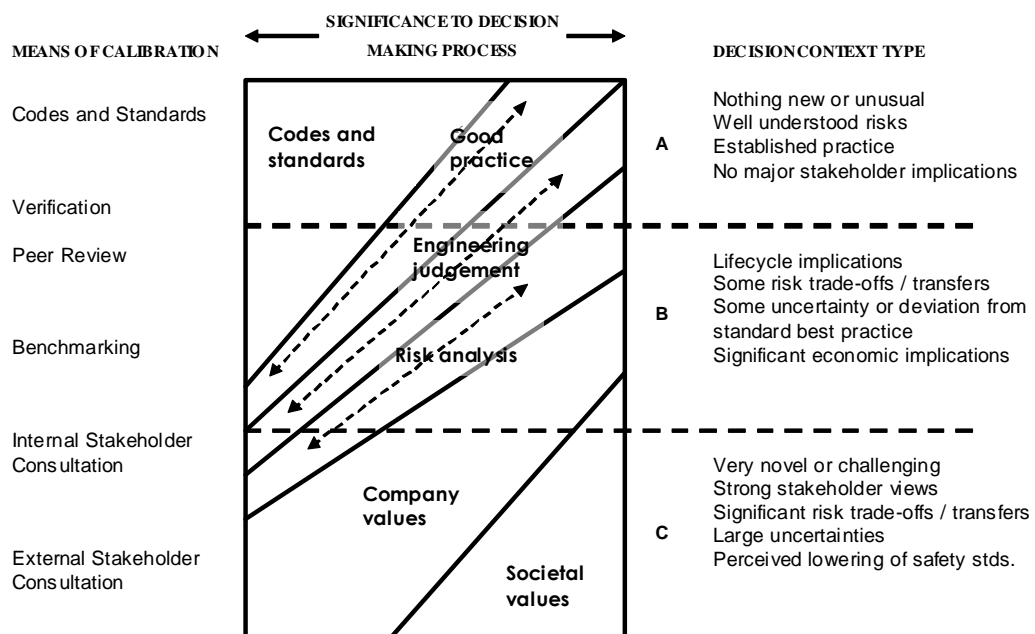 SIGNIFICANCE TO DECISION
MAKING PROCESS
MEANS OF CALIBRATION
DECISION CONTEXT TYPE
Codes and Standards
Verification
Peer Review
Benchmarking
Internal Stakeholder
Consultation
External Stakeholder
Consultation
Codes and
standards
Good
practice
Engineering
judgement
Risk analysis
Company
values
Societal
values
A
Nothing new or unusual
Well understood risks
Established practice
No major stakeholder implications
B
Lifecycle implications
Some risk trade-offs / transfers
Some uncertainty or deviation from
standard best practice
Significant economic implications
C
Very novel or challenging
Strong stakeholder views
Significant risk trade-offs / transfers
Large uncertainties
Perceived lowering of safety stds.